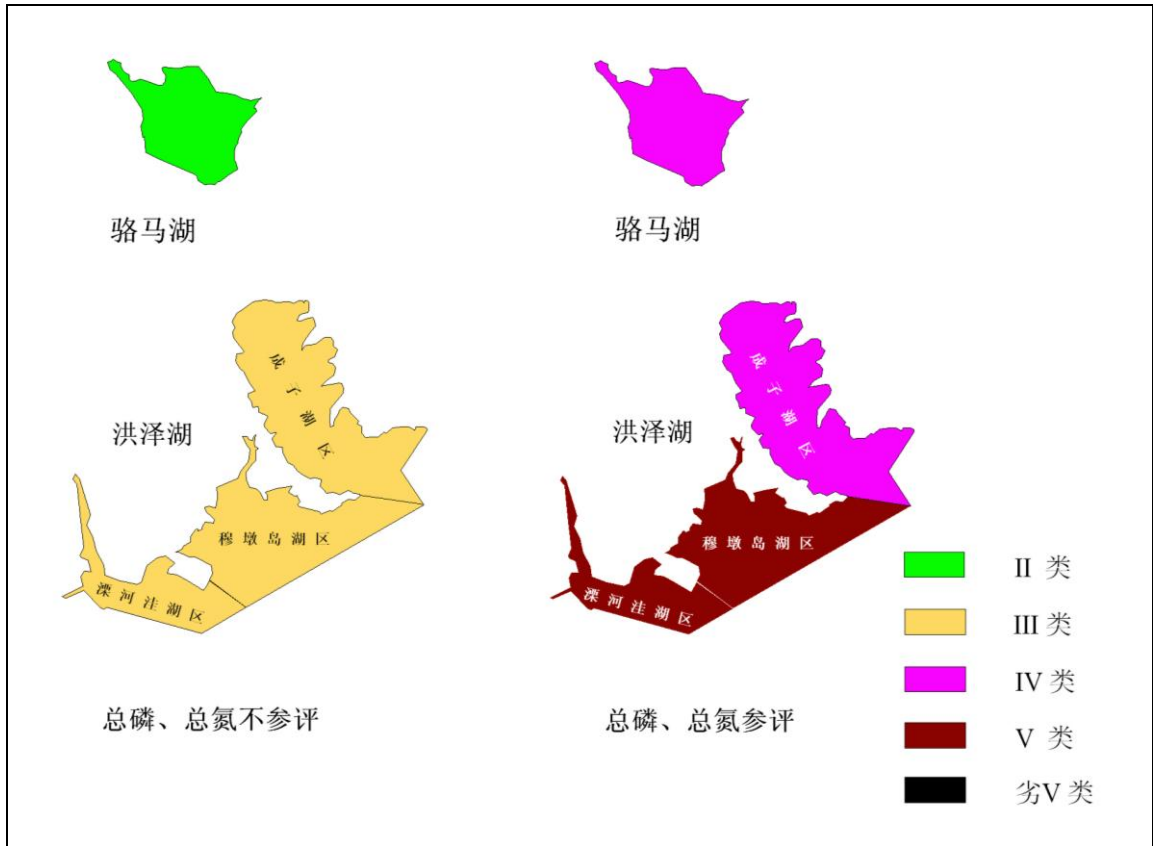 骆马湖
骆马湖
洪泽湖
成子湖区
穆墩岛湖区
溧河洼湖区
洪泽湖
成子湖区
穆墩岛湖区
溧河洼湖区
总磷、总氮不参评
总磷、总氮参评
II 类
III 类
IV 类
V 类
劣V 类